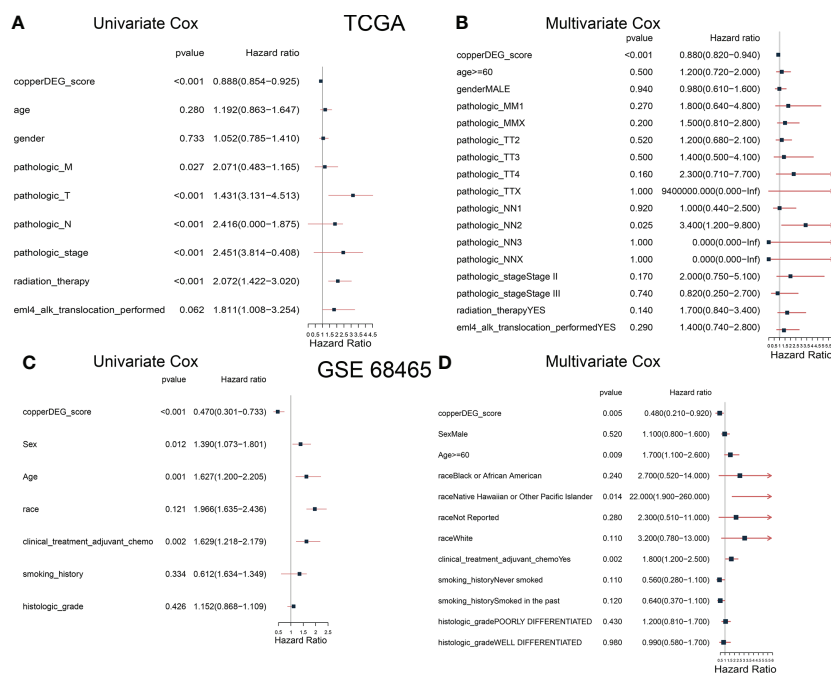 A Univariate Cox TCGA
pvalue Hazard ratio
copperDEG_score <0.001 0.888(0.854−0.925)
age 0.280 1.192(0.863−1.647)
gender 0.733 1.052(0.785−1.410)
pathologic_M 0.027 2.071(0.483−1.165)
pathologic_T <0.001 1.431(3.131−4.513)
pathologic_N <0.001 2.416(0.000−1.875)
pathologic_stage <0.001 2.451(3.814−0.408)
radiation_therapy <0.001 2.072(1.422−3.020)
eml4_alk_translocation_performed 0.062 1.811(1.008−3.254)
0 0.5 1 1.5 2 2.5 3 3.5 4 4.5
Hazard Ratio
B Multivariate Cox
pvalue Hazard ratio
copperDEG_score <0.001 0.880(0.820−0.940)
age>=60 0.500 1.200(0.720−2.000)
genderMALE 0.940 0.980(0.610−1.600)
pathologic_MM1 0.270 1.800(0.640−4.800)
pathologic_MMX 0.200 1.500(0.810−2.800)
pathologic_TT2 0.520 1.200(0.680−2.100)
pathologic_TT3 0.500 1.400(0.500−4.100)
pathologic_TT4 0.160 2.300(0.710−7.700)
pathologic_TTX 1.000 9400000.000(0.000−Inf)
pathologic_NN1 0.920 1.000(0.440−2.500)
pathologic_NN2 0.025 3.400(1.200−9.800)
pathologic_NN3 1.000 0.000(0.000−Inf)
pathologic_NNX 1.000 0.000(0.000−Inf)
pathologic_stageStage II 0.170 2.000(0.750−5.100)
pathologic_stageStage III 0.740 0.820(0.250−2.700)
radiation_therapyYES 0.140 1.700(0.840−3.400)
eml4_alk_translocation_performedYES 0.290 1.400(0.740−2.800)
Hazard Ratio
C Univariate Cox GSE 68465
pvalue Hazard ratio
copperDEG_score <0.001 0.470(0.301−0.733)
Sex 0.012 1.390(1.073−1.801)
Age 0.001 1.627(1.200−2.205)
race 0.121 1.966(1.635−2.436)
clinical_treatment_adjuvant_chemo 0.002 1.629(1.218−2.179)
smoking_history 0.334 0.612(1.634−1.349)
histologic_grade 0.426 1.152(0.868−1.109)
0.5 1 1.5 2 2.5
Hazard Ratio
D Multivariate Cox
pvalue Hazard ratio
copperDEG_score 0.005 0.480(0.210−0.920)
SexMale 0.520 1.100(0.800−1.600)
Age>=60 0.009 1.700(1.100−2.600)
raceBlack or African American 0.240 2.700(0.520−14.000)
raceNative Hawaiian or Other Pacific Islander 0.014 22.000(1.900−260.000)
raceNot Reported 0.280 2.300(0.510−11.000)
raceWhite 0.110 3.200(0.780−13.000)
clinical_treatment_adjuvant_chemoYes 0.002 1.800(1.200−2.500)
smoking_historyNever smoked 0.110 0.560(0.280−1.100)
smoking_historySmoked in the past 0.120 0.640(0.370−1.100)
histologic_gradePOORLY DIFFERENTIATED 0.430 1.200(0.810−1.700)
histologic_gradeWELL DIFFERENTIATED 0.980 0.990(0.580−1.700)
Hazard Ratio